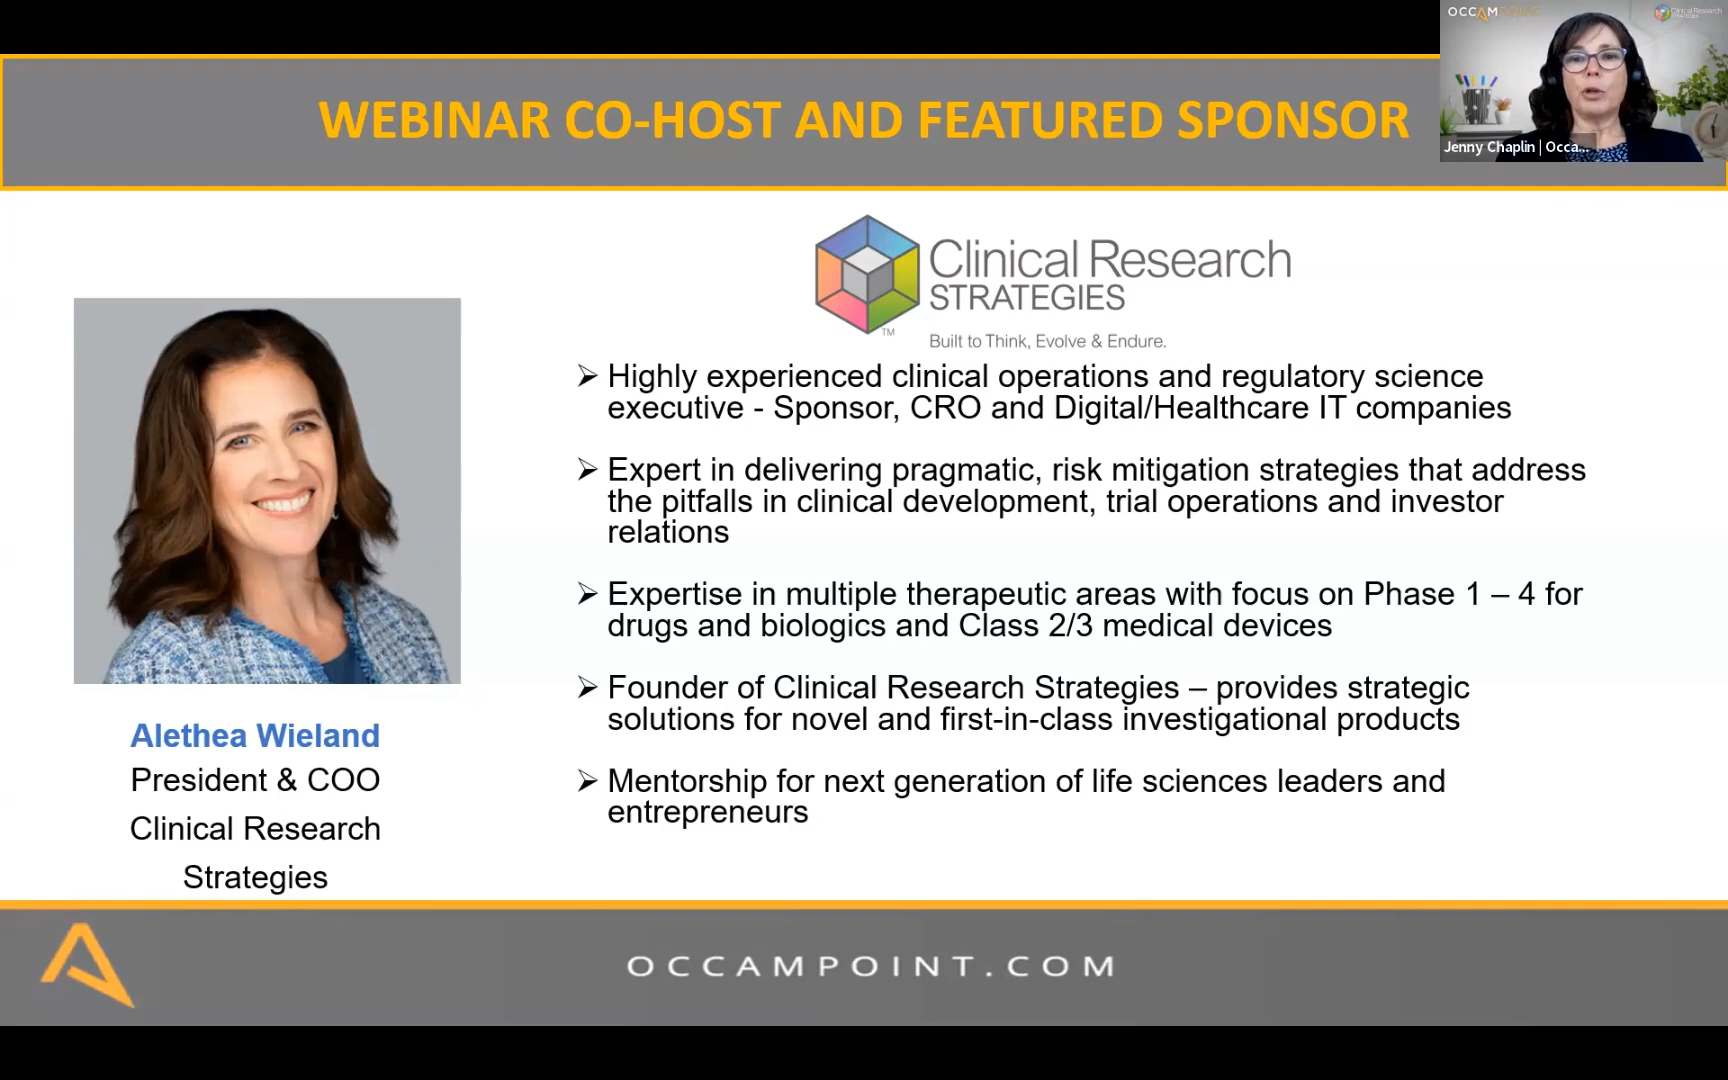 OCCAMPOINT
Clinical Research
STRATEGIES
WEBINAR CO-HOST AND FEATURED SPONSOR
Jenny Chaplin | Occa...
Clinical Research
STRATEGIES
TM
Built to Think, Evolve & Endure.
➢ Highly experienced clinical operations and regulatory science
executive - Sponsor, CRO and Digital/Healthcare IT companies
➢ Expert in delivering pragmatic, risk mitigation strategies that address
the pitfalls in clinical development, trial operations and investor
relations
➢ Expertise in multiple therapeutic areas with focus on Phase 1 – 4 for
drugs and biologics and Class 2/3 medical devices
➢ Founder of Clinical Research Strategies – provides strategic
solutions for novel and first-in-class investigational products
➢ Mentorship for next generation of life sciences leaders and
entrepreneurs
Alethea Wieland
President & COO
Clinical Research
Strategies
OCCAMPOINT.COM